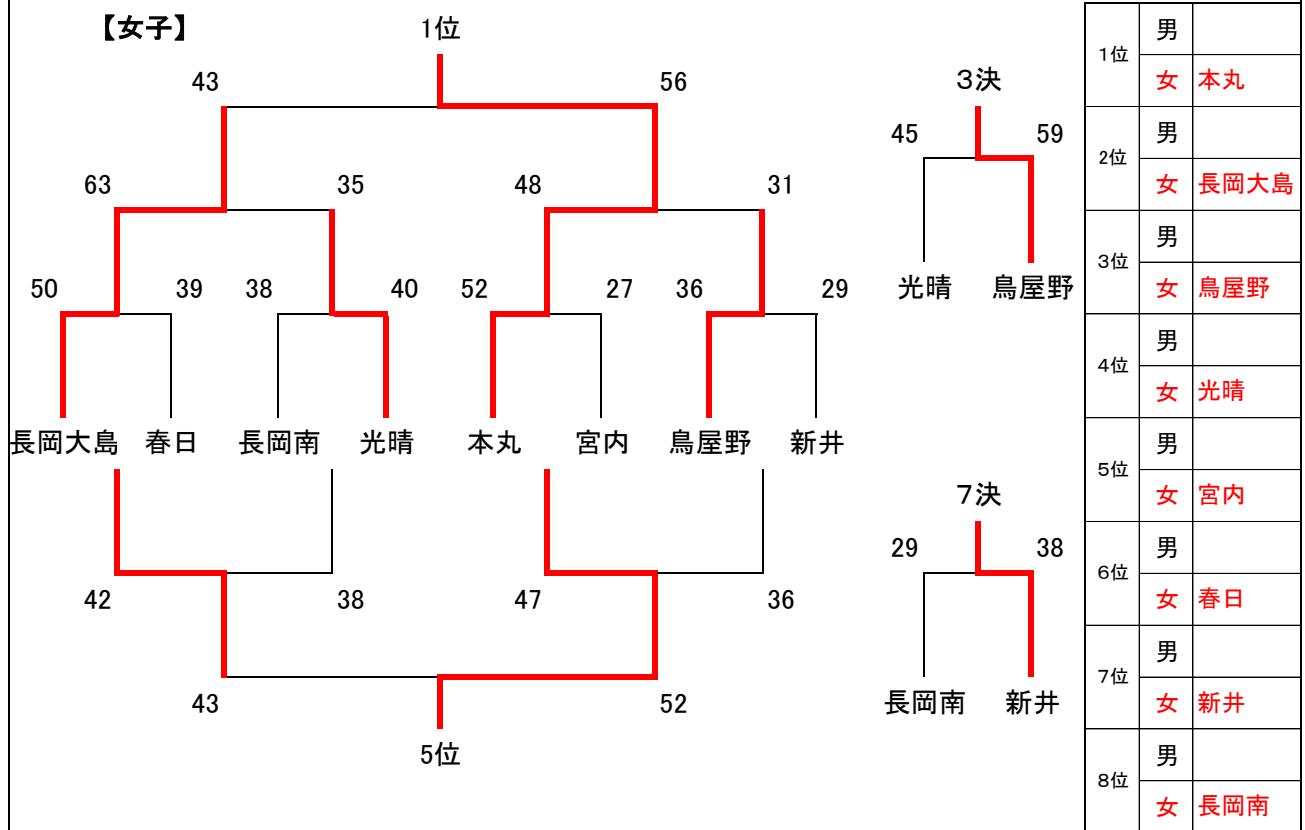 【女子】
1位
43 56
63 35 48 31
50 39 38 40 52 27 36 29
長岡大島 春日 長岡南 光晴 本丸 宮内 鳥屋野 新井
42 38 47 36
43 52
5位
3決
45 59
光晴 鳥屋野
7決
29 38
長岡南 新井
1位 男
女 本丸
2位 男
女 長岡大島
3位 男
女 鳥屋野
4位 男
女 光晴
5位 男
女 宮内
6位 男
女 春日
7位 男
女 新井
8位 男
女 長岡南